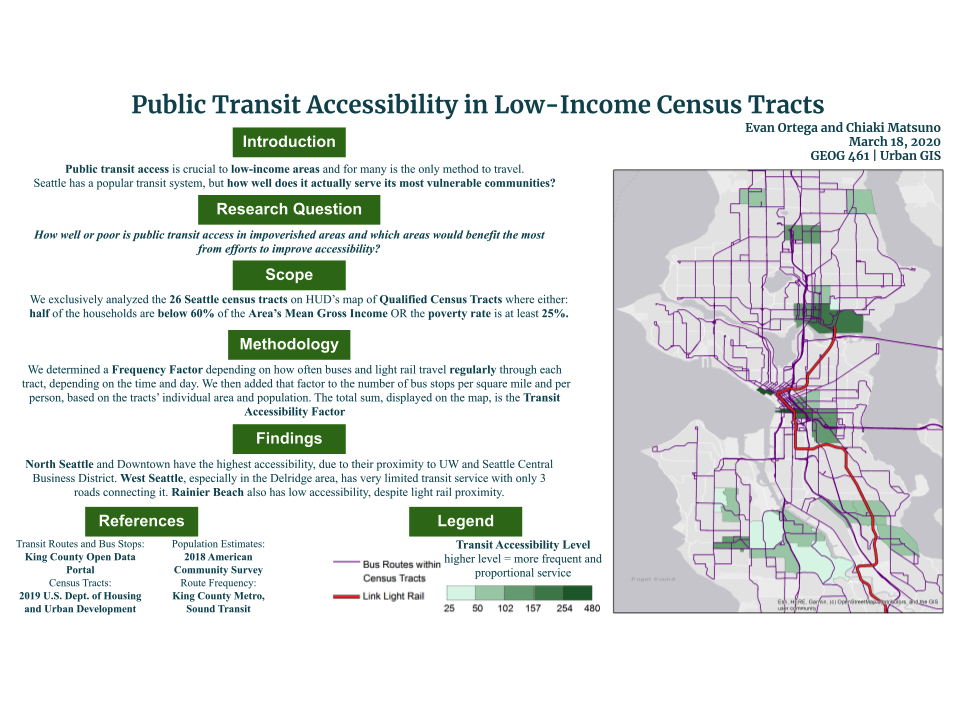 Public Transit Accessibility in Low-Income Census Tracts
Evan Ortega and Chiaki Matsuno
March 18, 2020
GEOG 461 | Urban GIS
Introduction
Public transit access is crucial to low-income areas and for many is the only method to travel.
Seattle has a popular transit system, but how well does it actually serve its most vulnerable communities?
Research Question
How well or poor is public transit access in impoverished areas and which areas would benefit the most
from efforts to improve accessibility?
Scope
We exclusively analyzed the 26 Seattle census tracts on HUD's map of Qualified Census Tracts where either:
half of the households are below 60% of the Area's Mean Gross Income OR the poverty rate is at least 25%.
Methodology
We determined a Frequency Factor depending on how often buses and light rail travel regularly through each
tract, depending on the time and day. We then added that factor to the number of bus stops per square mile and per
person, based on the tracts' individual area and population. The total sum, displayed on the map, is the Transit
Accessibility Factor
Findings
North Seattle and Downtown have the highest accessibility, due to their proximity to UW and Seattle Central
Business District. West Seattle, especially in the Delridge area, has very limited transit service with only 3
roads connecting it. Rainier Beach also has low accessibility, despite light rail proximity.
References
Transit Routes and Bus Stops:
King County Open Data
Portal
Census Tracts:
2019 U.S. Dept. of Housing
and Urban Development
Population Estimates:
2018 American
Community Survey
Route Frequency:
King County Metro,
Sound Transit
Legend
Bus Routes within
Census Tracts
Link Light Rail
Transit Accessibility Level
higher level = more frequent and
proportional service
25 50 102 157 254 480
Puget Sound
Esri, HERE, Garmin, (c) OpenStreetMap contributors, and the GIS
user community